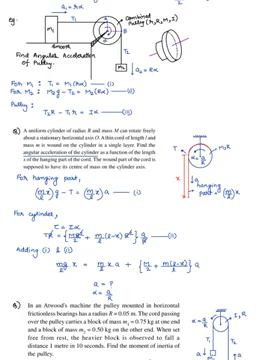 a₁ = rα
eg.
Combined Pulley (M, R, M, I)
M₁
T₁
T₂
smooth
Find Angular Acceleration of Pulley.
M₂
a₂ = Rα
For M₁ : T₁ = M₁(rα) — (i)
For M₂ : M₂g - T₂ = M₂(Rα) — (ii)
Pulley :
T₂R - T₁r = Iα — (iii)
Q) A uniform cylinder of radius R and mass M can rotate freely
about a stationary horizontal axis O. A thin cord of length l and
mass m is wound on the cylinder in a single layer. Find the
angular acceleration of the cylinder as a function of the length
x of the hanging part of the cord. The wound part of the cord is
supposed to have its centre of mass on the cylinder axis.
For hanging part,
(m/l x) g - T = (m/l x) a — (i)
T
M, R
α = a/R
x
↓a
hanging part = (m/l)x
For cylinder,
τ = Iα
Adding (i) & (ii)
α = a/R
Q) In an Atwood's machine the pulley mounted in horizontal
frictionless bearings has a radius R = 0.05 m. The cord passing
over the pulley carries a block of mass m₁ = 0.75 kg at one end
and a block of mass m₂ = 0.50 kg on the other end. When set
free from rest, the heavier block is observed to fall a
distance 1 metre in 10 seconds. Find the moment of inertia of
the pulley.
I, R
α = a/R
T₁
T₂